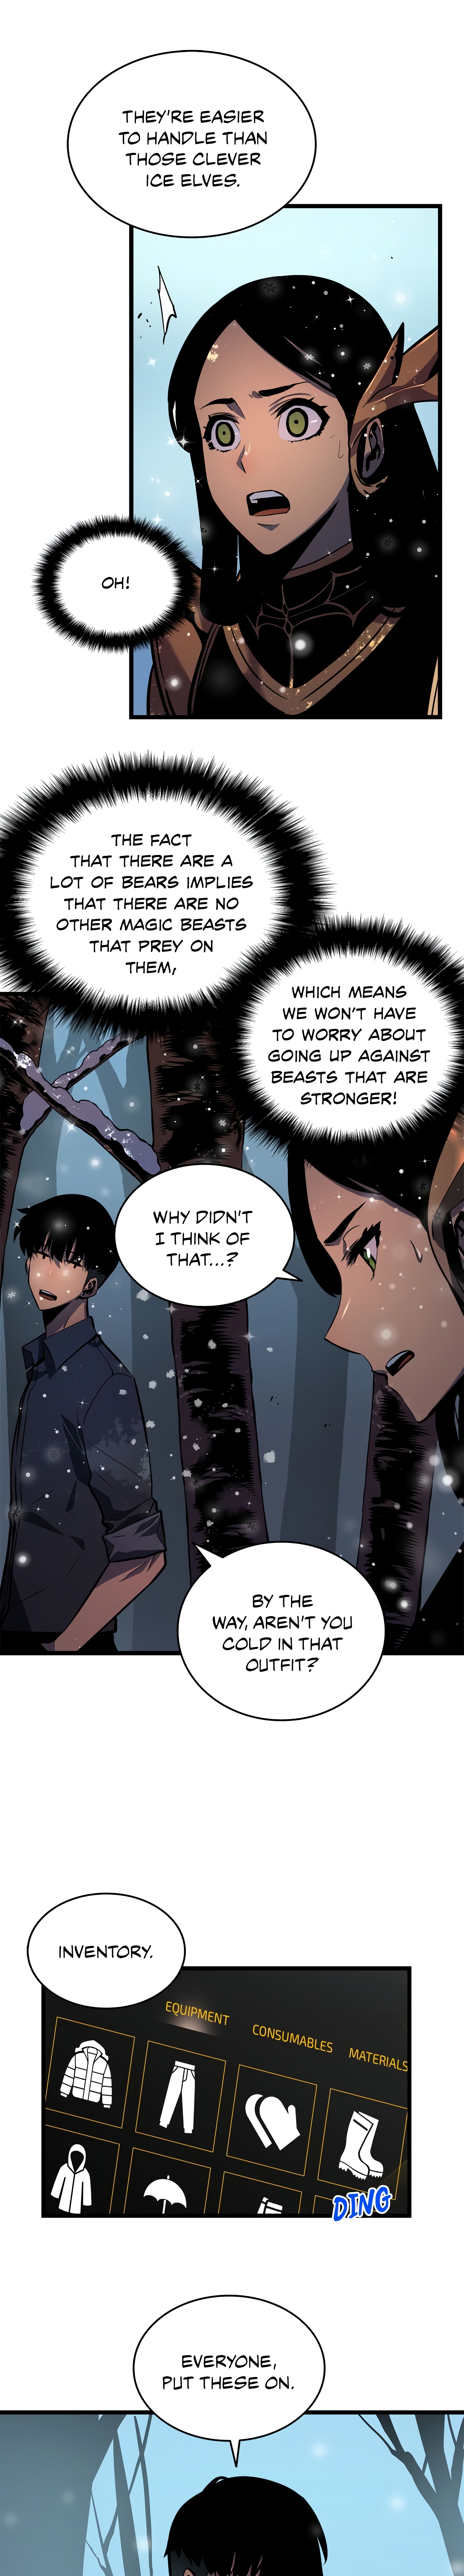 THEY'RE EASIER
TO HANDLE THAN
THOSE CLEVER
ICE ELVES.
OH!
THE FACT
THAT THERE ARE A
LOT OF BEARS IMPLIES
THAT THERE ARE NO
OTHER MAGIC BEASTS
THAT PREY ON
THEM;
WHICH MEANS
WE WON'T HAVE
TO WORRY ABOUT
GOING UP AGAINST
BEASTS THAT ARE
STRONGER!
WHY DIDN'T
I THINK OF
THAT...?
BY THE
WAY, AREN'T YOU
COLD IN THAT
OUTFIT?
INVENTORY.
EQUIPMENT
CONSUMABLES
MATERIALS
DING
EVERYONE,
PUT THESE ON.